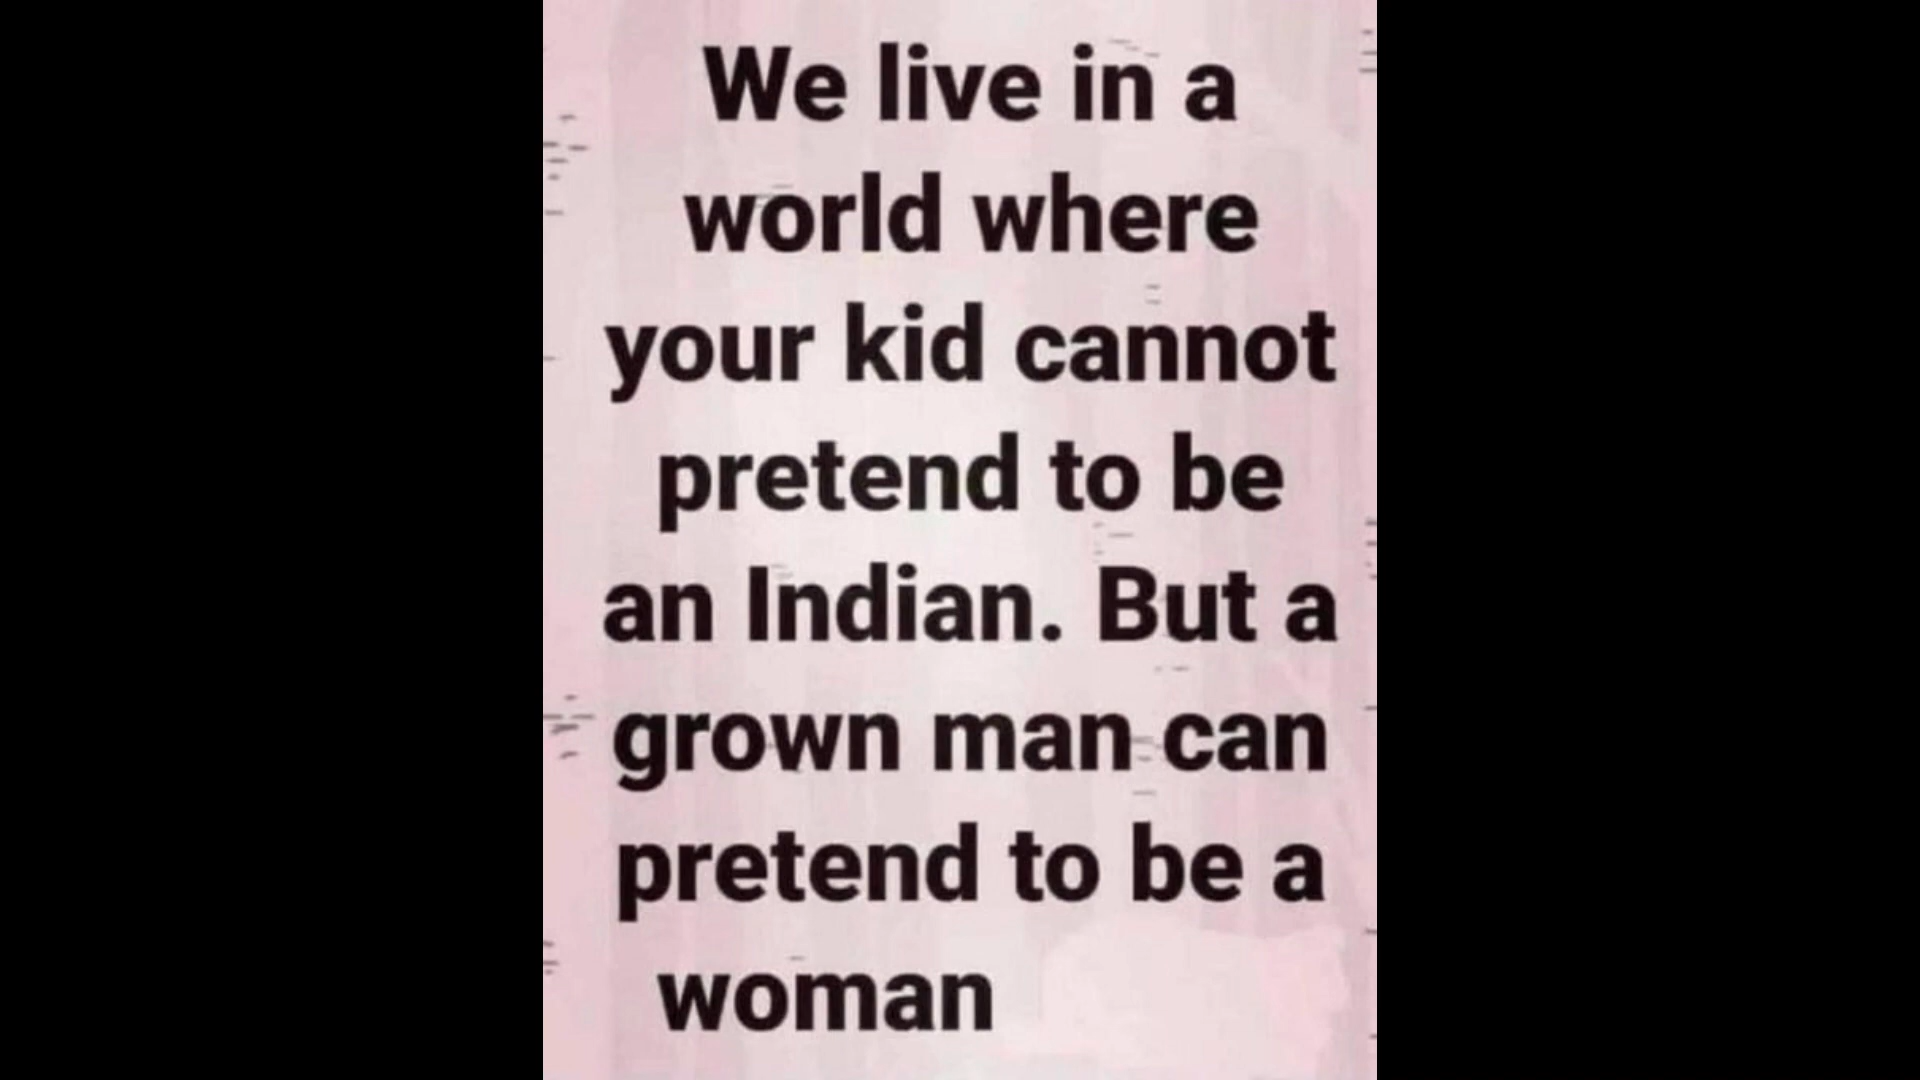 We live in a
world where
your kid cannot
pretend to be
an Indian. But a
grown man can
pretend to be a
woman